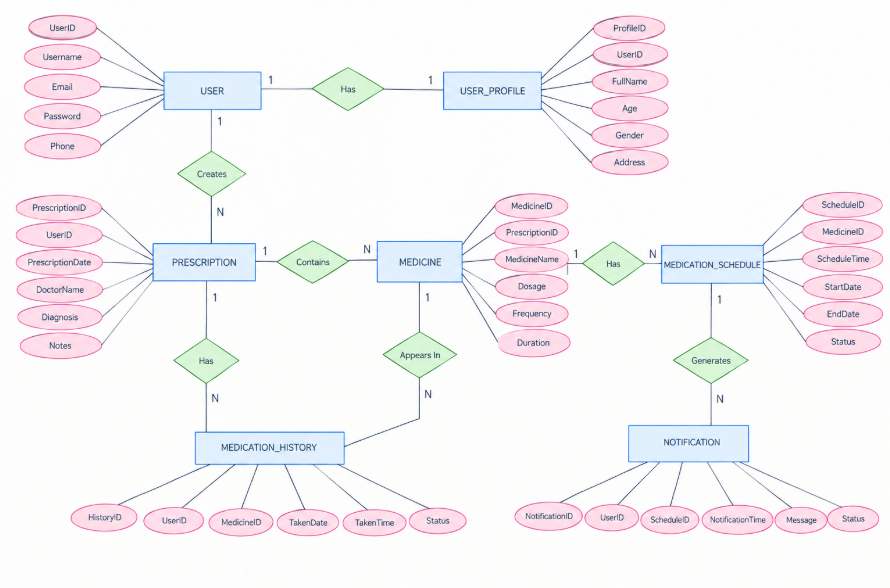 UserID
Username
Email
Password
Phone
USER
1
Has
1
USER_PROFILE
ProfileID
UserID
FullName
Age
Gender
Address
1
Creates
N
PrescriptionID
UserID
PrescriptionDate
DoctorName
Diagnosis
Notes
PRESCRIPTION
1
Contains
N
MEDICINE
MedicineID
PrescriptionID
MedicineName
Dosage
Frequency
Duration
1
Has
N
MEDICATION_SCHEDULE
ScheduleID
MedicineID
ScheduleTime
StartDate
EndDate
Status
1
Has
N
1
Appears In
N
1
Generates
N
MEDICATION_HISTORY
HistoryID
UserID
MedicineID
TakenDate
TakenTime
Status
NOTIFICATION
NotificationID
UserID
ScheduleID
NotificationTime
Message
Status